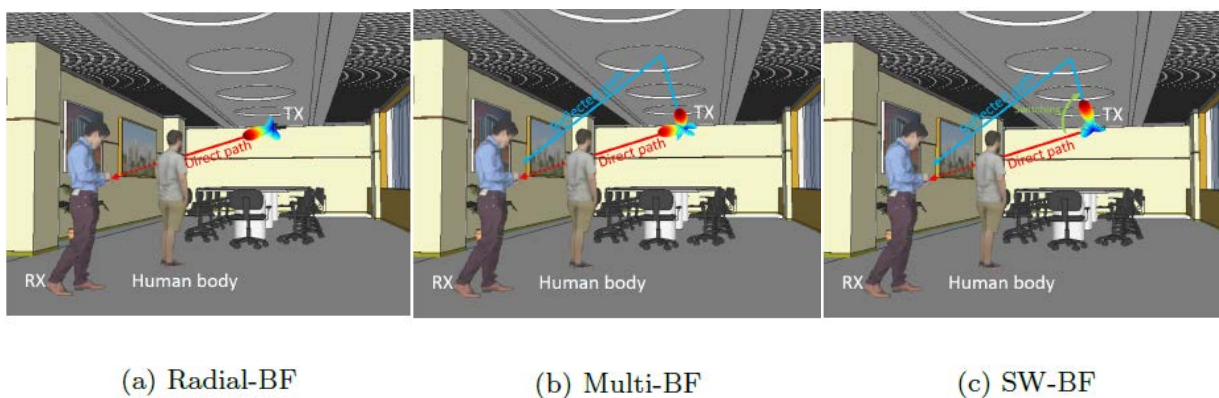 TX
Direct path
RX
Human body
(a) Radial-BF
TX
Reflected path
Direct path
RX
Human body
(b) Multi-BF
TX
Reflected path
Switching
Direct path
RX
Human body
(c) SW-BF